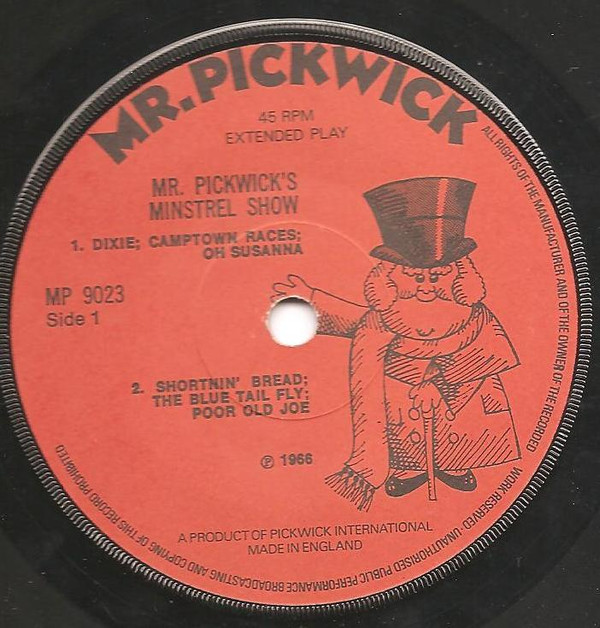 MR. PICKWICK
45 RPM
EXTENDED PLAY
MR. PICKWICK'S
MINSTREL SHOW
1. DIXIE; CAMPTOWN RACES;
OH SUSANNA
MP 9023
Side 1
2. SHORTNIN' BREAD;
THE BLUE TAIL FLY;
POOR OLD JOE
℗ 1966
A PRODUCT OF PICKWICK INTERNATIONAL
MADE IN ENGLAND
ALL RIGHTS OF THE MANUFACTURER AND OF THE OWNER OF THE RECORDED WORK RESERVED - UNAUTHORISED PUBLIC PERFORMANCE BROADCASTING AND COPYING OF THIS RECORD PROHIBITED